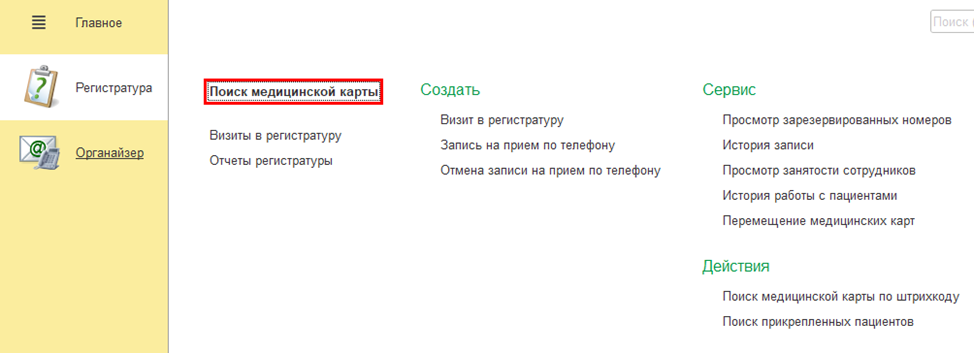 Главное
Поиск
Регистратура
Органайзер
Поиск медицинской карты
Визиты в регистратуру
Отчеты регистратуры
Создать
Визит в регистратуру
Запись на прием по телефону
Отмена записи на прием по телефону
Сервис
Просмотр зарезервированных номеров
История записи
Просмотр занятости сотрудников
История работы с пациентами
Перемещение медицинских карт
Действия
Поиск медицинской карты по штрихкоду
Поиск прикрепленных пациентов